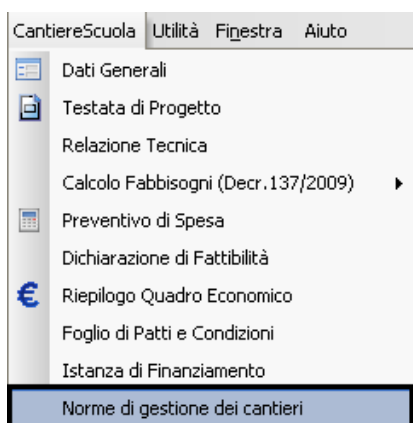 CantiereScuola Utilità Finestra Aiuto
Dati Generali
Testata di Progetto
Relazione Tecnica
Calcolo Fabbisogni (Decr.137/2009)
Preventivo di Spesa
Dichiarazione di Fattibilità
€ Riepilogo Quadro Economico
Foglio di Patti e Condizioni
Istanza di Finanziamento
Norme di gestione dei cantieri